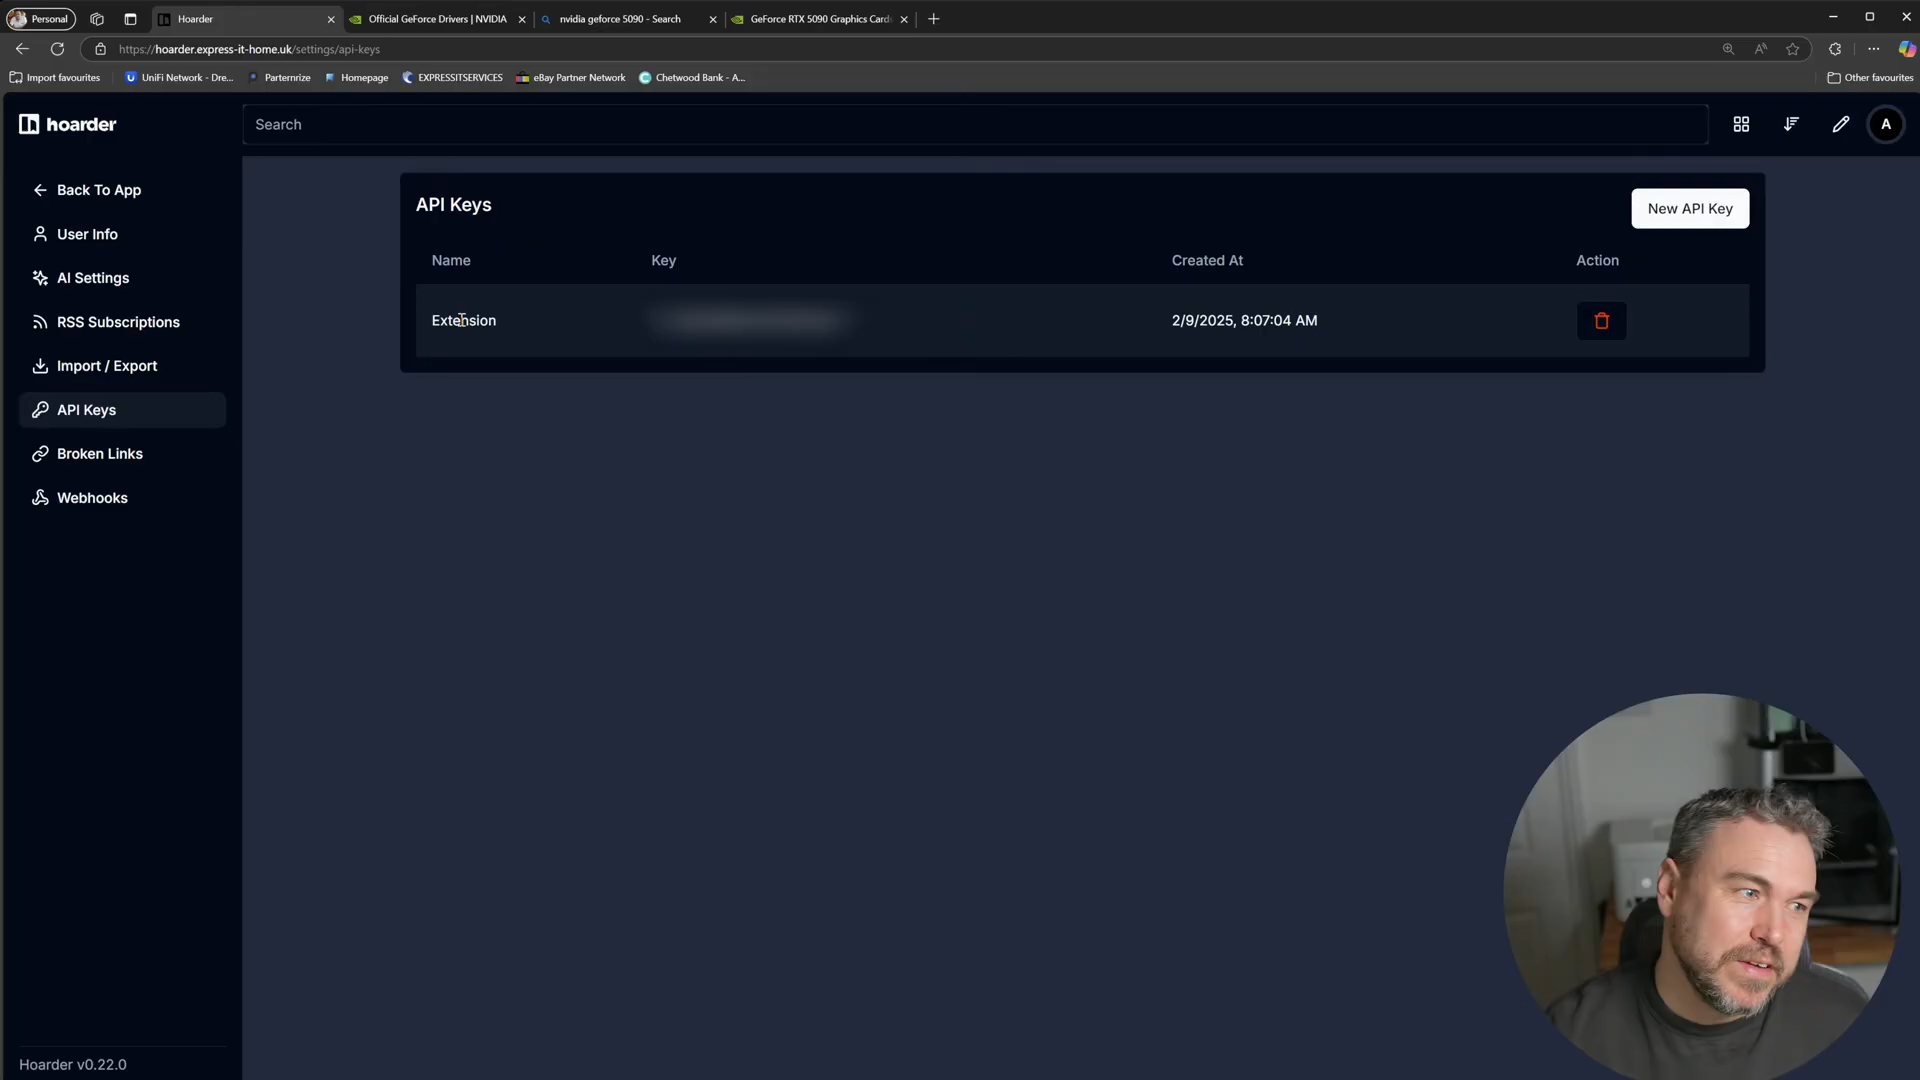 Personal
Hoarder
Official GeForce Drivers | NVIDIA
nvidia geforce 5090 - Search
GeForce RTX 5090 Graphics Cards
https://hoarder.express-it-home.uk/settings/api-keys
Import favourites
UniFi Network - Dre...
Parternrize
Homepage
EXPRESSITSERVICES
eBay Partner Network
Chetwood Bank - A...
Other favourites
hoarder
Search
A
Back To App
User Info
AI Settings
RSS Subscriptions
Import / Export
API Keys
Broken Links
Webhooks
API Keys
New API Key
Name Key Created At Action
Extension 2/9/2025, 8:07:04 AM
Hoarder v0.22.0